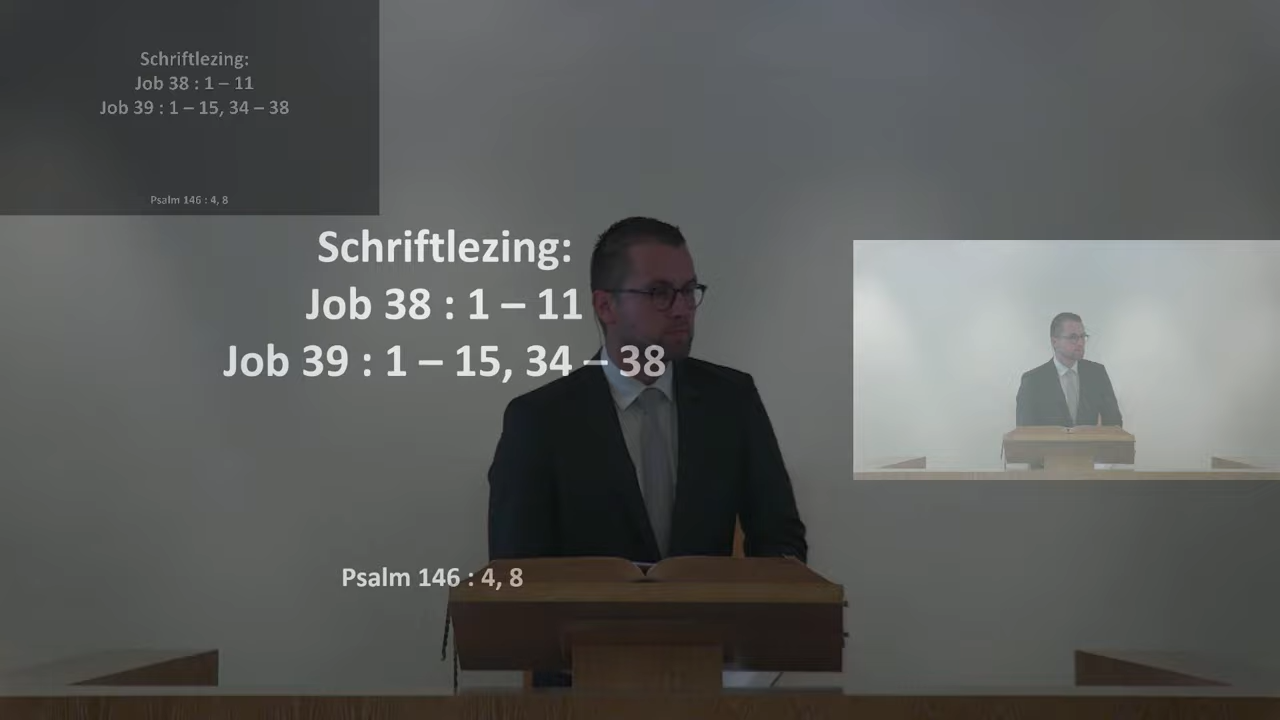 Schriftlezing:
Job 38 : 1 – 11
Job 39 : 1 – 15, 34 – 38
Psalm 146 : 4, 8
Schriftlezing:
Job 38 : 1 – 11
Job 39 : 1 – 15, 34 – 38
Psalm 146 : 4, 8